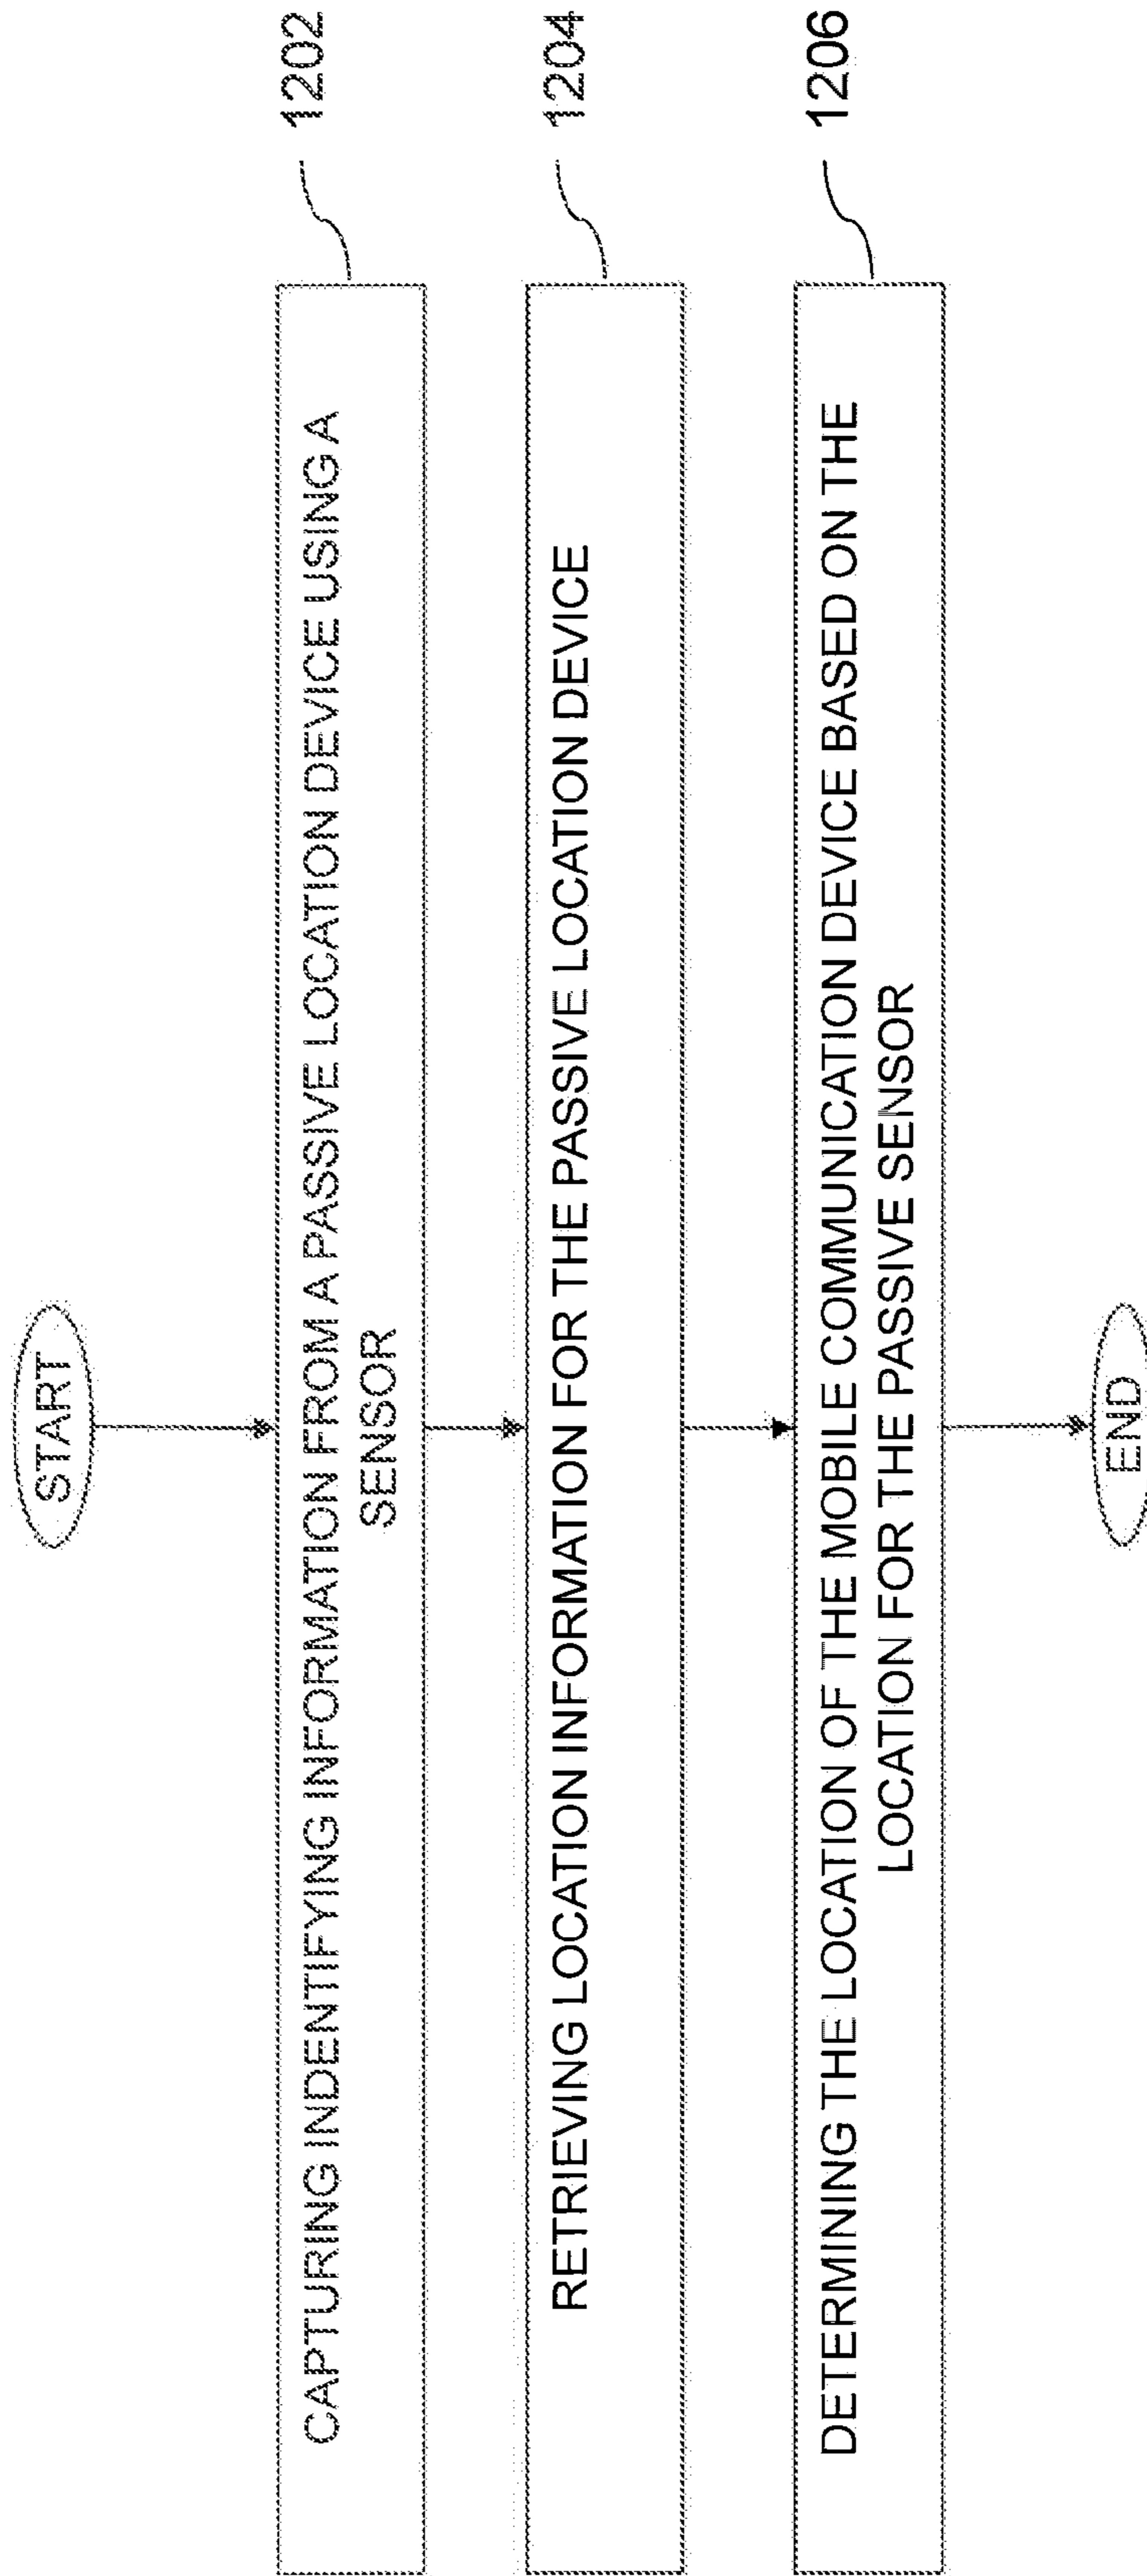 START
CAPTURING INDENTIFYING INFORMATION FROM A PASSIVE LOCATION DEVICE USING A
SENSOR
1202
RETRIEVING LOCATION INFORMATION FOR THE PASSIVE LOCATION DEVICE
1204
DETERMINING THE LOCATION OF THE MOBILE COMMUNICATION DEVICE BASED ON THE
LOCATION FOR THE PASSIVE SENSOR
1206
END